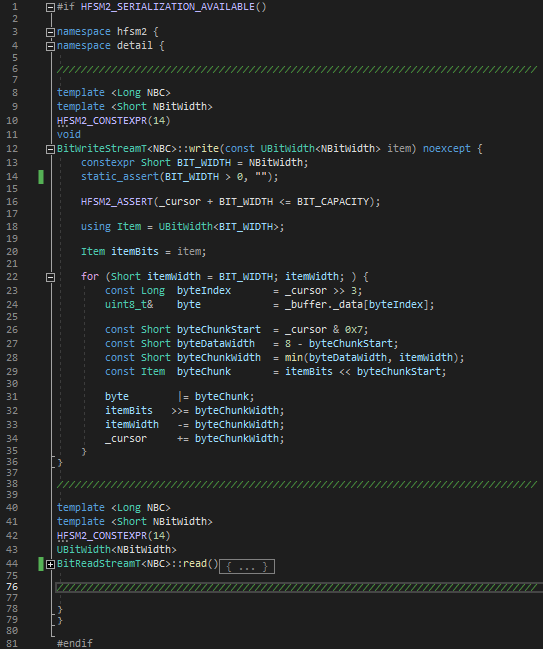 1 #if HFSM2_SERIALIZATION_AVAILABLE()
2
3 namespace hfsm2 {
4 namespace detail {
5
6 ////////////////////////////////////////////////////////////////////////////////
7
8 template <Long NBC>
9 template <Short NBitWidth>
10 HFSM2_CONSTEXPR(14)
11 void
12 BitWriteStreamT<NBC>::write(const UBitWidth<NBitWidth> item) noexcept {
13     constexpr Short BIT_WIDTH = NBitWidth;
14     static_assert(BIT_WIDTH > 0, "");
15
16     HFSM2_ASSERT(_cursor + BIT_WIDTH <= BIT_CAPACITY);
17
18     using Item = UBitWidth<BIT_WIDTH>;
19
20     Item itemBits = item;
21
22     for (Short itemWidth = BIT_WIDTH; itemWidth; ) {
23         const Long  byteIndex       = _cursor >> 3;
24         uint8_t&    byte            = _buffer._data[byteIndex];
25
26         const Short byteChunkStart  = _cursor & 0x7;
27         const Short byteDataWidth   = 8 - byteChunkStart;
28         const Short byteChunkWidth  = min(byteDataWidth, itemWidth);
29         const Item  byteChunk       = itemBits << byteChunkStart;
30
31         byte        |= byteChunk;
32         itemBits   >>= byteChunkWidth;
33         itemWidth   -= byteChunkWidth;
34         _cursor     += byteChunkWidth;
35     }
36 }
37
38 ////////////////////////////////////////////////////////////////////////////////
39
40 template <Long NBC>
41 template <Short NBitWidth>
42 HFSM2_CONSTEXPR(14)
43 UBitWidth<NBitWidth>
44 BitReadStreamT<NBC>::read() { ... }
75
76 ////////////////////////////////////////////////////////////////////////////////
77
78 }
79 }
80
81 #endif